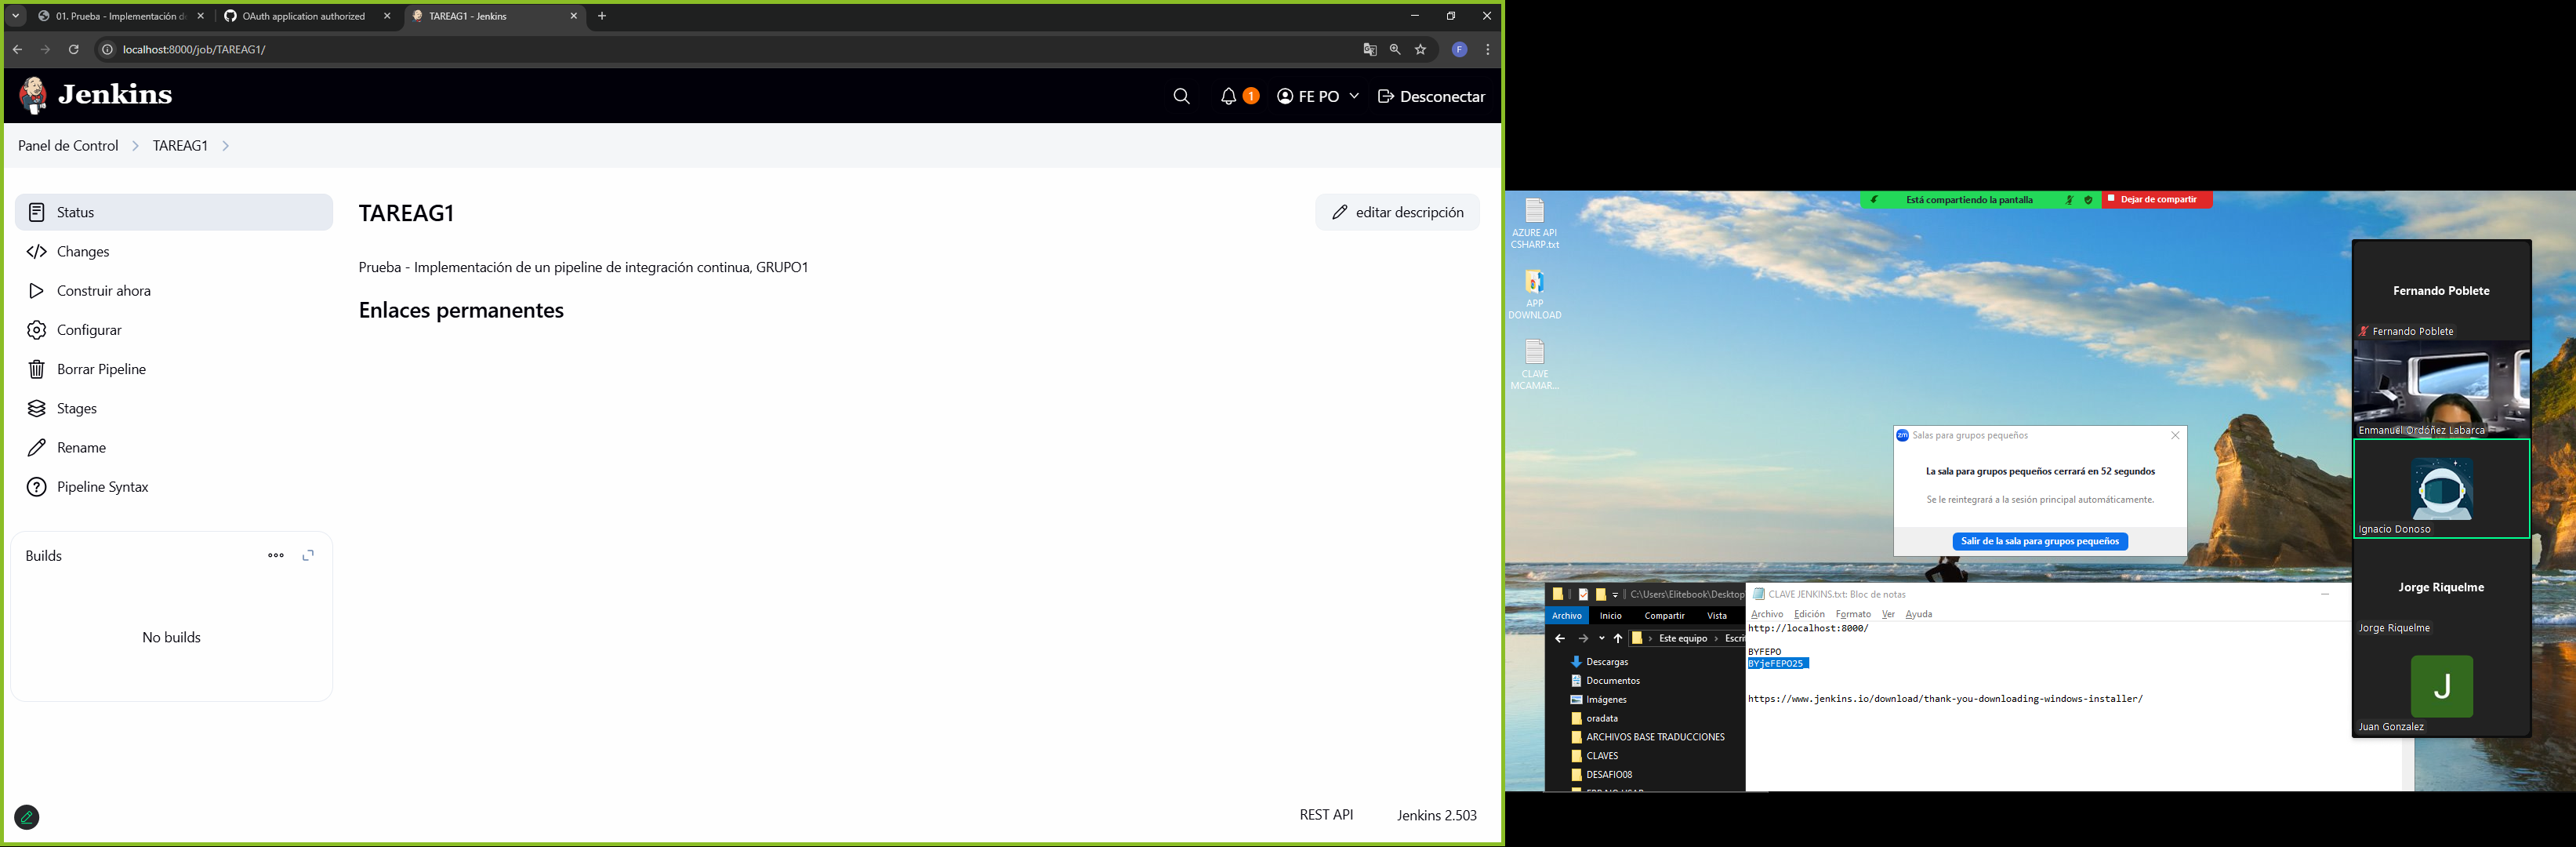 01. Prueba - Implementación de
OAuth application authorized
TAREAG1 - Jenkins
localhost:8000/job/TAREAG1/
F
Jenkins
1
FE PO
Desconectar
Panel de Control
TAREAG1
Status
Changes
Construir ahora
Configurar
Borrar Pipeline
Stages
Rename
Pipeline Syntax
Builds
No builds
TAREAG1
editar descripción
Prueba - Implementación de un pipeline de integración continua, GRUPO1
Enlaces permanentes
REST API
Jenkins 2.503
Está compartiendo la pantalla
Dejar de compartir
AZURE API
CSHARP.txt
APP
DOWNLOAD
CLAVE
MCAMAR...
zm
Salas para grupos pequeños
La sala para grupos pequeños cerrará en 52 segundos
Se le reintegrará a la sesión principal automáticamente.
Salir de la sala para grupos pequeños
C:\Users\Elitebook\Desktop
Archivo
Inicio
Compartir
Vista
Este equipo
Escri
Descargas
Documentos
Imágenes
oradata
ARCHIVOS BASE TRADUCCIONES
CLAVES
DESAFIO08
CLAVE JENKINS.txt: Bloc de notas
Archivo Edición Formato Ver Ayuda
http://localhost:8000/
BYFEPO
BYjeFEPO25_
https://www.jenkins.io/download/thank-you-downloading-windows-installer/
Fernando Poblete
Fernando Poblete
Enmanuel Ordóñez Labarca
Ignacio Donoso
Jorge Riquelme
Jorge Riquelme
J
Juan Gonzalez